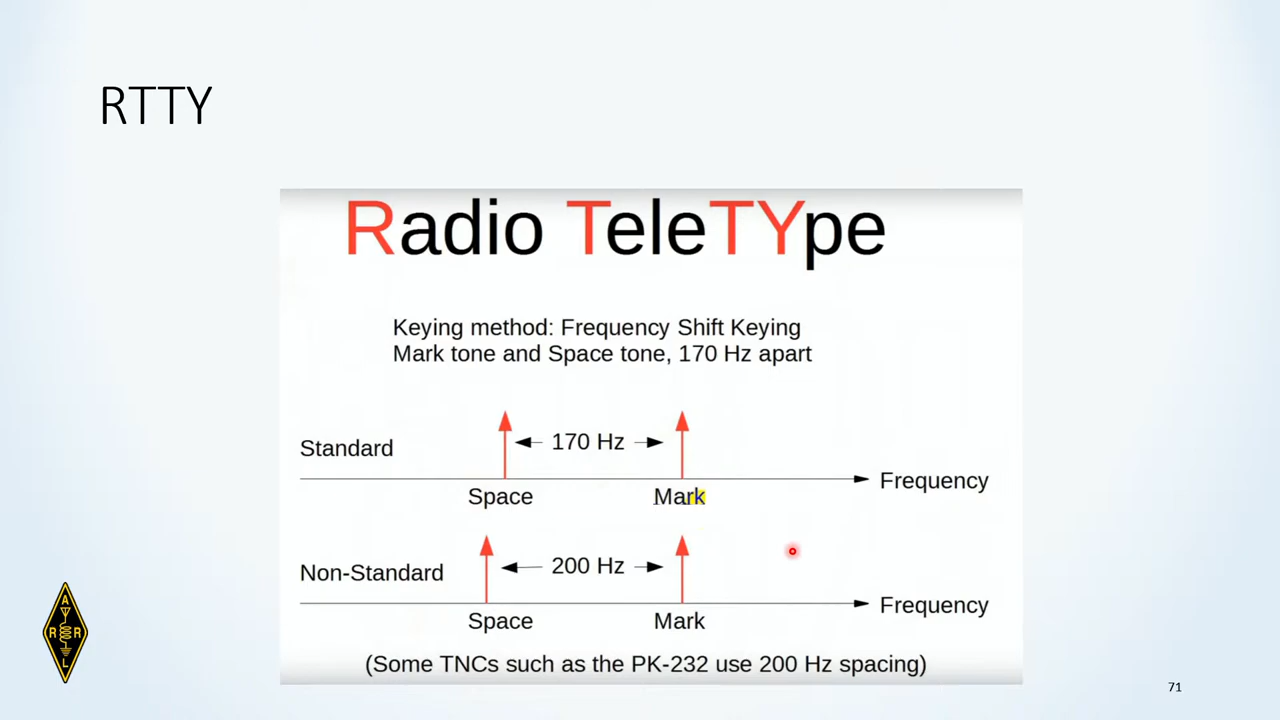 RTTY
Radio TeleTYpe
Keying method: Frequency Shift Keying
Mark tone and Space tone, 170 Hz apart
170 Hz
Standard
Frequency
Space
Mark
200 Hz
Non-Standard
Frequency
Space
Mark
(Some TNCs such as the PK-232 use 200 Hz spacing)
A
R R
L
71